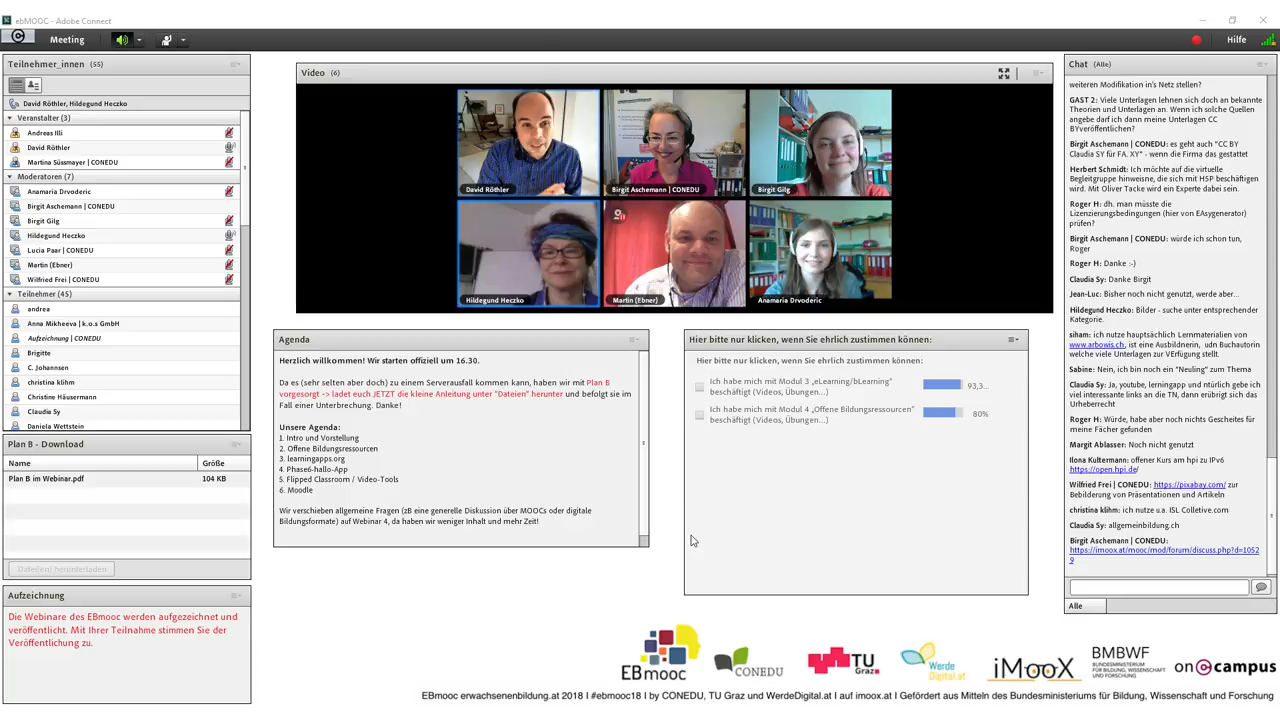 ebMOOC - Adobe Connect
Meeting
Hilfe
Teilnehmer_innen (55)
David Röthler, Hildegund Heczko
Veranstalter (3)
Andreas Illi
David Röthler
Martina Süssmayer | CONEDU
Moderatoren (7)
Anamaria Drvoderic
Birgit Aschemann | CONEDU
Birgit Gilg
Hildegund Heczko
Lucia Paar | CONEDU
Martin (Ebner)
Wilfried Frei | CONEDU
Teilnehmer (45)
andrea
Anna Mikheeva | k.o.s GmbH
Aufzeichnung | CONEDU
Brigitte
C. Johannsen
christina klihm
Christine Häusermann
Claudia Sy
Daniela Wettstein
Plan B - Download
Name Größe
Plan B im Webinar.pdf 104 KB
Datei(en) herunterladen
Aufzeichnung
Die Webinare des EBmooc werden aufgezeichnet und
veröffentlicht. Mit Ihrer Teilnahme stimmen Sie der
Veröffentlichung zu.
Video (6)
David Röthler
Birgit Aschemann | CONEDU
Birgit Gilg
Hildegund Heczko
Martin (Ebner)
Anamaria Drvoderic
Agenda
Herzlich willkommen! Wir starten offiziell um 16.30.
Da es (sehr selten aber doch) zu einem Serverausfall kommen kann, haben wir mit Plan B
vorgesorgt -> ladet euch JETZT die kleine Anleitung unter "Dateien" herunter und befolgt sie im
Fall einer Unterbrechung. Danke!
Unsere Agenda:
1. Intro und Vorstellung
2. Offene Bildungsressourcen
3. learningapps.org
4. Phase6-hallo-App
5. Flipped Classroom / Video-Tools
6. Moodle
Wir verschieben allgemeine Fragen (zB eine generelle Diskussion über MOOCs oder digitale
Bildungsformate) auf Webinar 4, da haben wir weniger Inhalt und mehr Zeit!
Hier bitte nur klicken, wenn Sie ehrlich zustimmen können:
Hier bitte nur klicken, wenn Sie ehrlich zustimmen können:
Ich habe mich mit Modul 3 „eLearning/bLearning"
beschäftigt (Videos, Übungen...)
93,3...
Ich habe mich mit Modul 4 „Offene Bildungsressourcen"
beschäftigt (Videos, Übungen...)
80%
Chat (Alle)
weiteren Modifikation in's Netz stellen?
GAST 2: Viele Unterlagen lehnen sich doch an bekannte
Theorien und Unterlagen an. Wenn ich solche Quellen
angebe darf ich dann meine Unterlagen CC
BYveröffentlichen?
Birgit Aschemann | CONEDU: es geht auch "CC BY
Claudia SY für FA. XY" - wenn die Firma das gestattet
Herbert Schmidt: Ich möchte auf die virtuelle
Begleitgruppe hinweisne, die sich mit H5P beschäftigen
wird. Mit Oliver Tacke wird ein Experte dabei sein.
Roger H: dh. man müsste die
Lizenzierungsbedingungen (hier von EAsygenerator)
prüfen?
Birgit Aschemann | CONEDU: würde ich schon tun,
Roger
Roger H: Danke :-)
Claudia Sy: Danke Birgit
Jean-Luc: Bisher noch nicht genutzt, werde aber...
Hildegund Heczko: Bilder - suche unter entsprechender
Kategorie.
siham: ich nutze hauptsächlich Lernmaterialien von
www.arbowis.ch, ist eine Ausbildnerin, udn Buchautorin
welche viele Unterlagen zur VErfügung stellt.
Sabine: Nein, ich bin noch ein "Neuling" zum Thema
Claudia Sy: Ja, youtube, lerningapp und türlich gebe ich
viel interessante links an die TN, dann erübrigt sich das
Urheberrecht
Roger H: Würde, habe aber noch nichts Gescheites für
meine Fächer gefunden
Margit Ablasser: Noch nicht genutzt
Ilona Kultermann: offener Kurs am hpi zu IPv6
https://open.hpi.de/
Wilfried Frei | CONEDU: https://pixabay.com/ zur
Bebilderung von Präsentationen und Artikeln
christina klihm: ich nutze u.a. ISL Colletive.com
Claudia Sy: allgemeinbildung.ch
Birgit Aschemann | CONEDU:
https://imoox.at/mooc/mod/forum/discuss.php?d=1052
9
Alle
EBmooc
CONEDU
TU Graz
WerdeDigital.at
iMooX
BMBWF
BUNDESMINISTERIUM
FÜR BILDUNG, WISSENSCHAFT
UND FORSCHUNG
on campus
EBmooc erwachsenenbildung.at 2018 I #ebmooc18 I by CONEDU, TU Graz und WerdeDigital.at I auf imoox.at I Gefördert aus Mitteln des Bundesministeriums für Bildung, Wissenschaft und Forschung